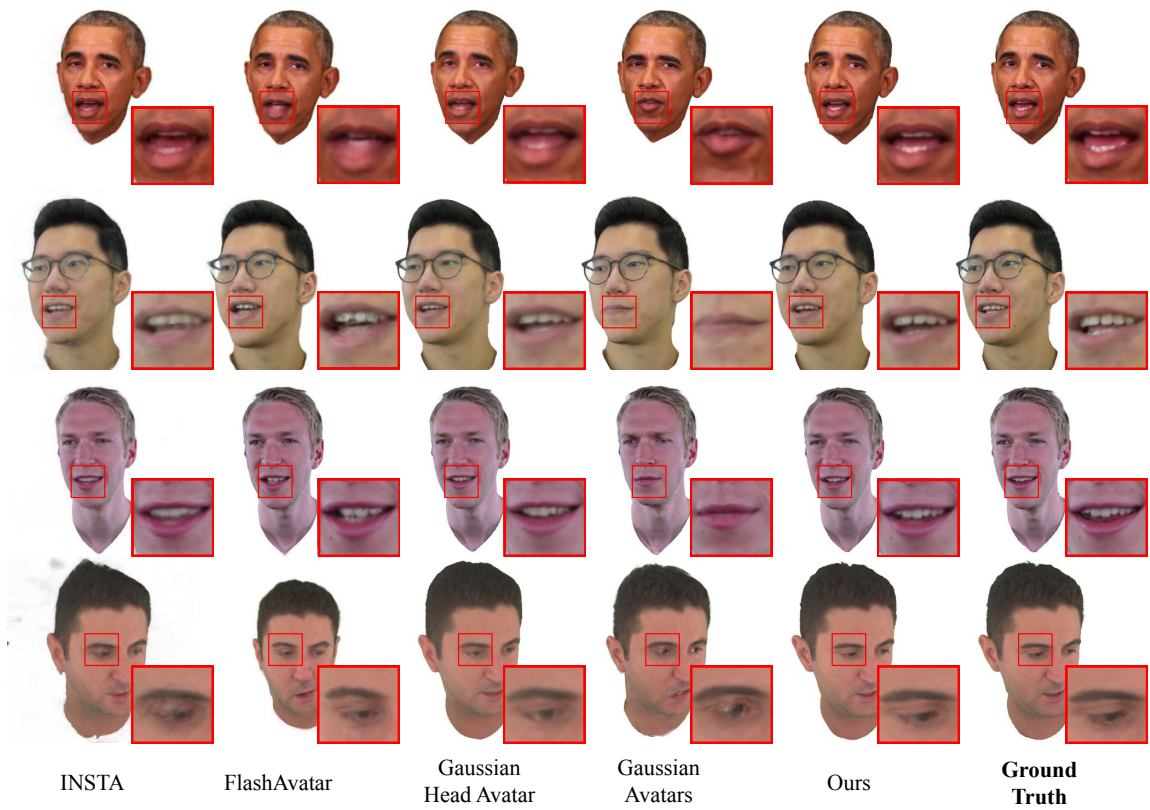 INSTA
FlashAvatar
Gaussian
Head Avatar
Gaussian
Avatars
Ours
Ground
Truth